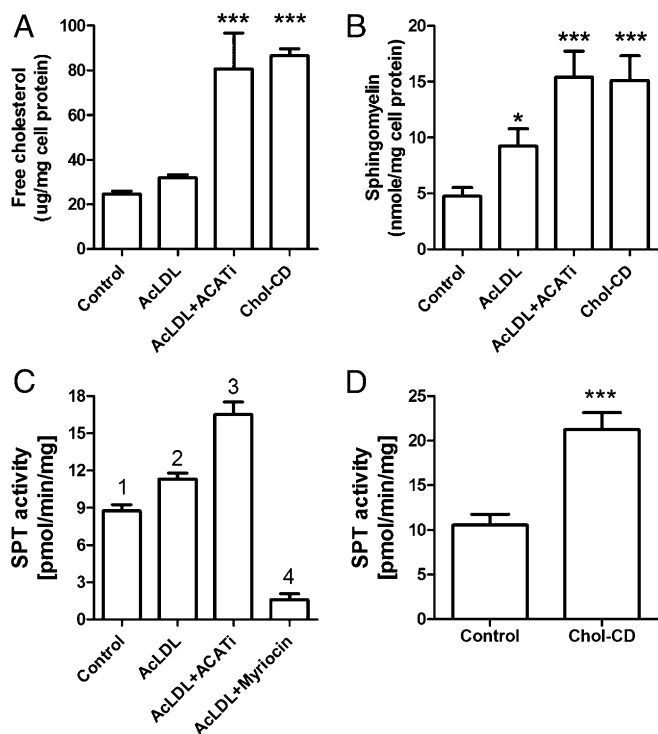 A
Free cholesterol
(ug/mg cell protein)
100
80
60
40
20
0
***
***
Control
AcLDL
AcLDL+ACATi
Chol-CD
B
Sphingomyelin
(nmole/mg cell protein)
20
15
10
5
0
*
***
***
Control
AcLDL
AcLDL+ACATi
Chol-CD
C
SPT activity
[pmol/min/mg]
18
15
12
9
6
3
0
1
2
3
4
Control
AcLDL
AcLDL+ACATi
AcLDL+Myriocin
D
SPT activity
[pmol/min/mg]
25
20
15
10
5
0
***
Control
Chol-CD